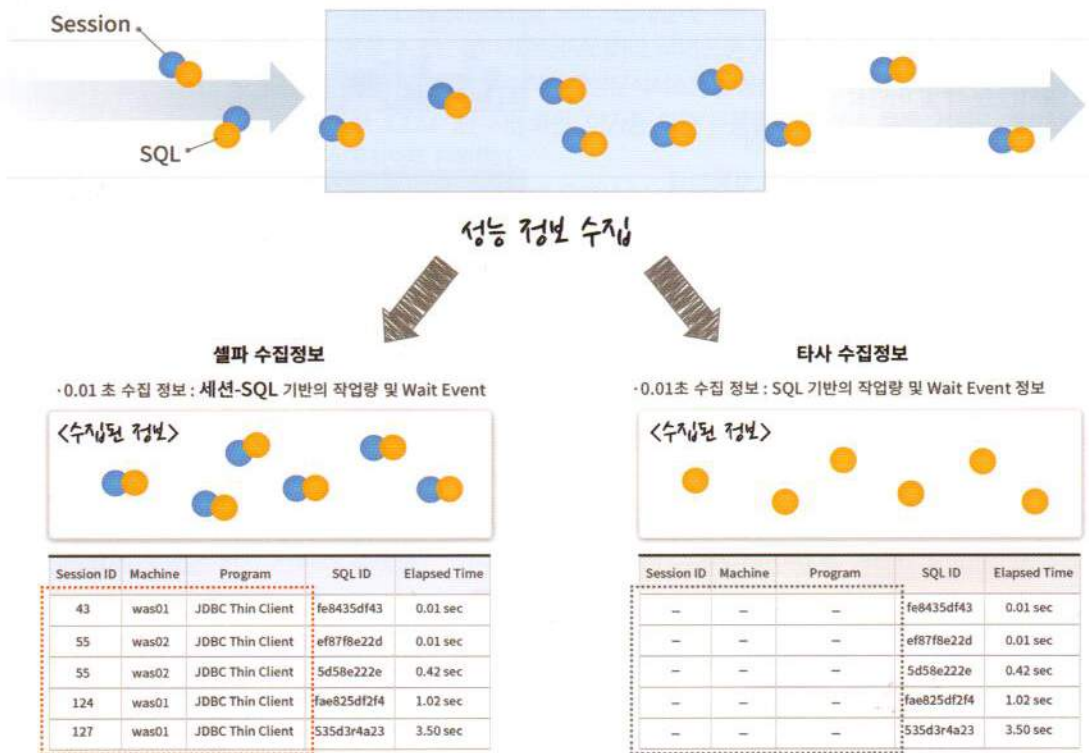 Session
SQL
성능 정보 수집
셀파 수집정보
·0.01 초 수집 정보 : 세션-SQL 기반의 작업량 및 Wait Event
<수집된 정보>
Session ID Machine Program SQL ID Elapsed Time
43 was01 JDBC Thin Client fe8435df43 0.01 sec
55 was02 JDBC Thin Client ef87f8e22d 0.01 sec
55 was02 JDBC Thin Client 5d58e222e 0.42 sec
124 was01 JDBC Thin Client fae825df2f4 1.02 sec
127 was01 JDBC Thin Client 535d3r4a23 3.50 sec
타사 수집정보
·0.01초 수집 정보 : SQL 기반의 작업량 및 Wait Event 정보
<수집된 정보>
Session ID Machine Program SQL ID Elapsed Time
– – – fe8435df43 0.01 sec
– – – ef87f8e22d 0.01 sec
– – – 5d58e222e 0.42 sec
– – – fae825df2f4 1.02 sec
– – – 535d3r4a23 3.50 sec